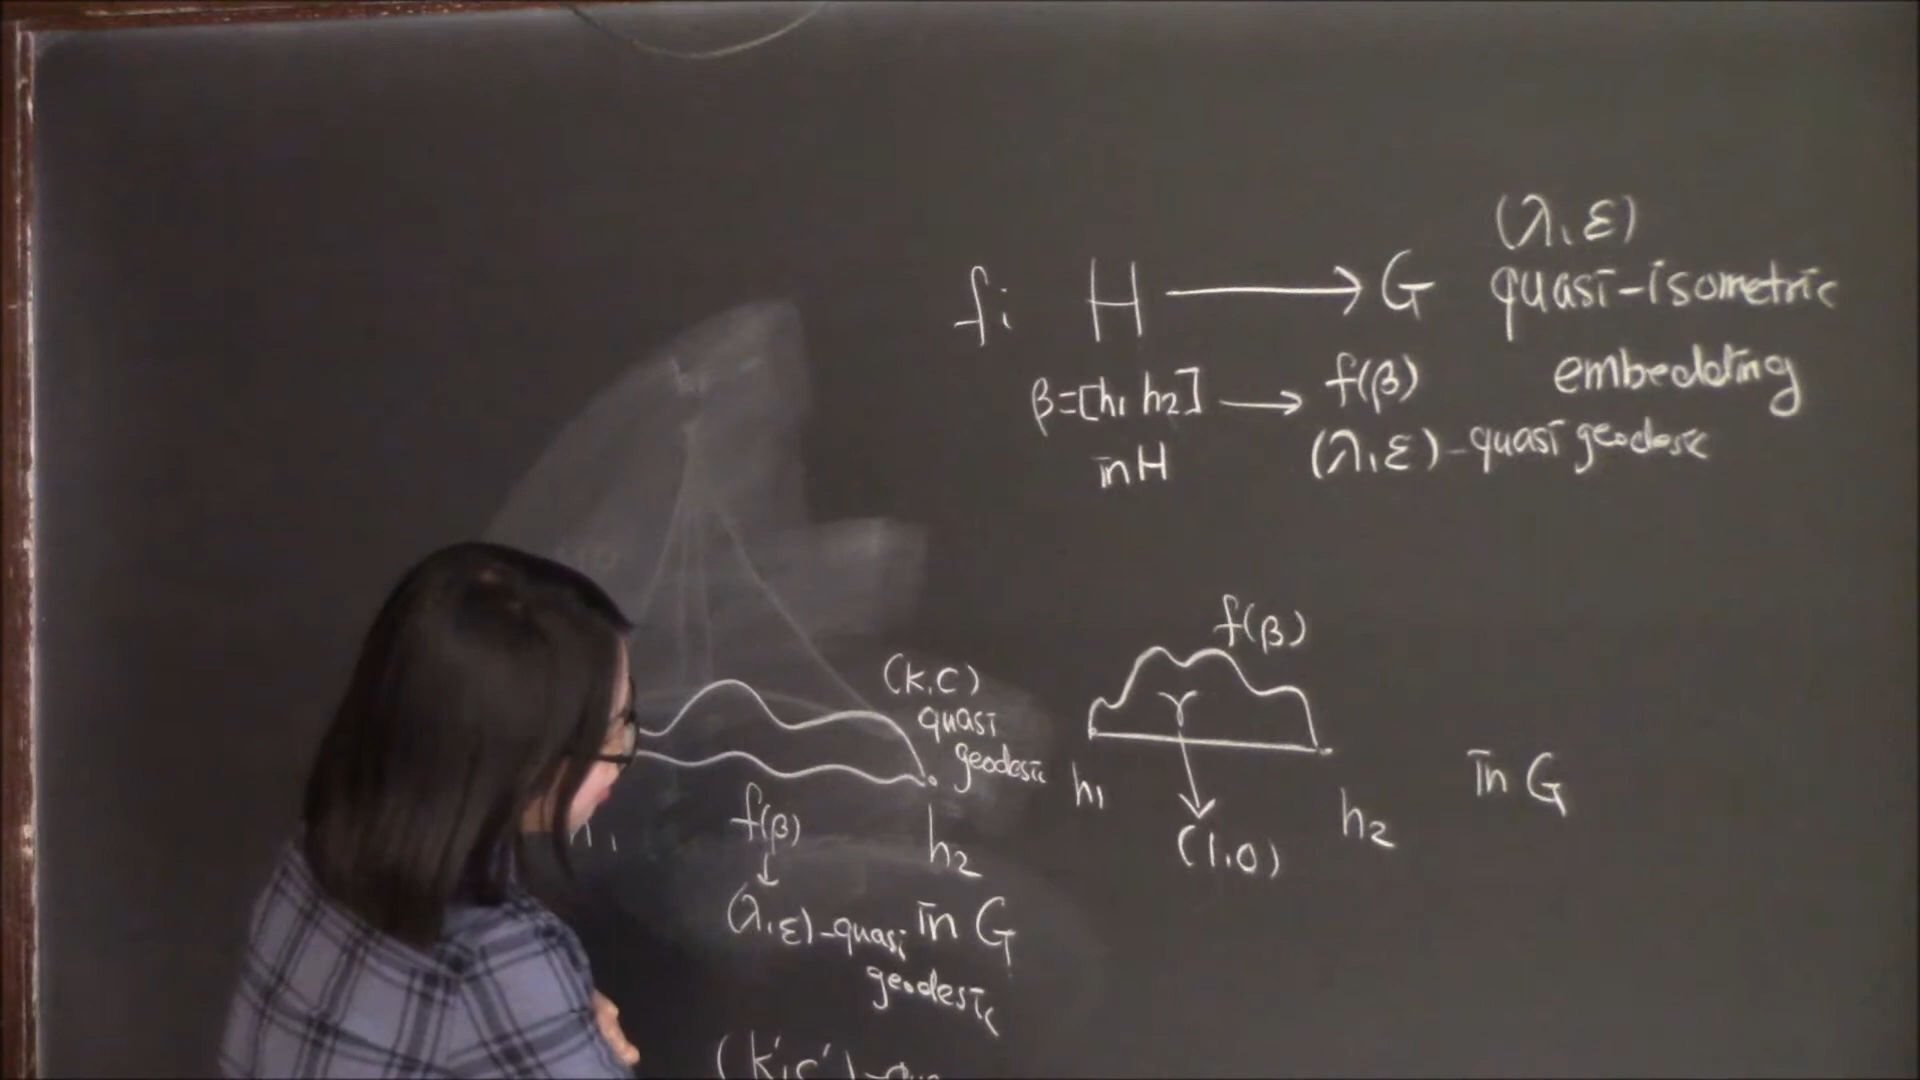 (λ,ε)
f: H → G quasi-isometric
embedding
β=[h₁ h₂] → f(β)
in H (λ,ε)-quasi geodesic
f(β)
(k,c)
quasi
geodesic
γ
h₁ h₂ in G
(1,0)
f(β)
↓
h₁ h₂
(λ,ε)-quasi in G
geodesic
(k',c')-